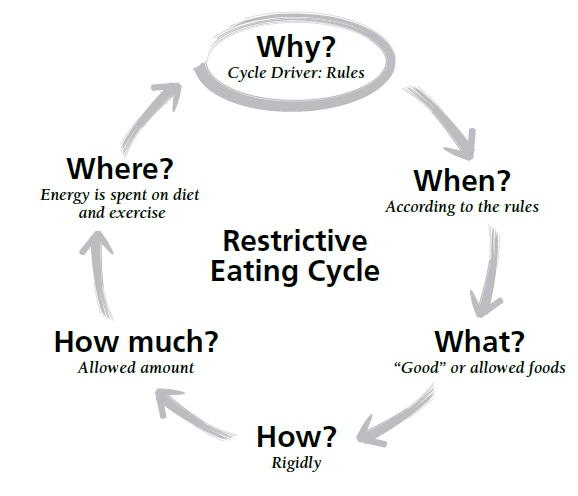 Why?
Cycle Driver: Rules
When?
According to the rules
What?
“Good” or allowed foods
How?
Rigidly
How much?
Allowed amount
Where?
Energy is spent on diet
and exercise
Restrictive
Eating Cycle